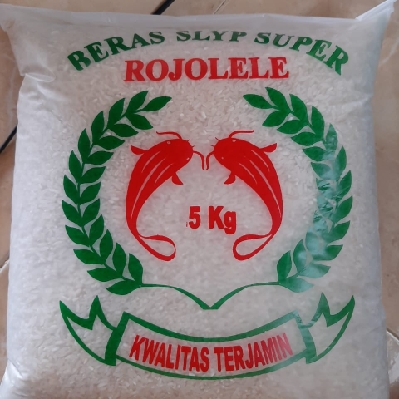 BERAS SLYP SUPER
ROJOLELE
5 Kg
KWALITAS TERJAMIN